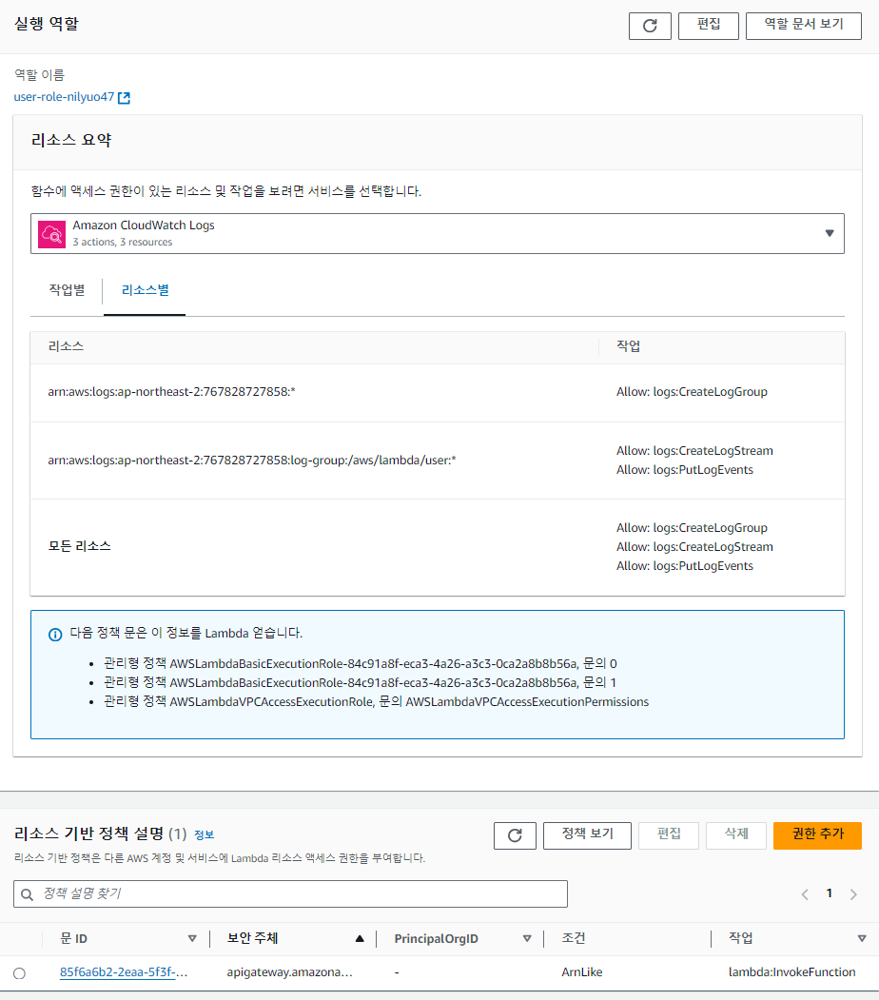 실행 역할
편집
역할 문서 보기
역할 이름
user-role-nilyuo47
리소스 요약
함수에 액세스 권한이 있는 리소스 및 작업을 보려면 서비스를 선택합니다.
Amazon CloudWatch Logs
3 actions, 3 resources
작업별 리소스별
리소스 작업
arn:aws:logs:ap-northeast-2:767828727858:* Allow: logs:CreateLogGroup
arn:aws:logs:ap-northeast-2:767828727858:log-group:/aws/lambda/user:* Allow: logs:CreateLogStream
Allow: logs:PutLogEvents
모든 리소스 Allow: logs:CreateLogGroup
Allow: logs:CreateLogStream
Allow: logs:PutLogEvents
다음 정책 문은 이 정보를 Lambda 얻습니다.
• 관리형 정책 AWSLambdaBasicExecutionRole-84c91a8f-eca3-4a26-a3c3-0ca2a8b8b56a, 문의 0
• 관리형 정책 AWSLambdaBasicExecutionRole-84c91a8f-eca3-4a26-a3c3-0ca2a8b8b56a, 문의 1
• 관리형 정책 AWSLambdaVPCAccessExecutionRole, 문의 AWSLambdaVPCAccessExecutionPermissions
리소스 기반 정책 설명 (1) 정보
정책 보기 편집 삭제 권한 추가
리소스 기반 정책은 다른 AWS 계정 및 서비스에 Lambda 리소스 액세스 권한을 부여합니다.
정책 설명 찾기
1
문 ID 보안 주체 PrincipalOrgID 조건 작업
85f6a6b2-2eaa-5f3f-... apigateway.amazona... - ArnLike lambda:InvokeFunction